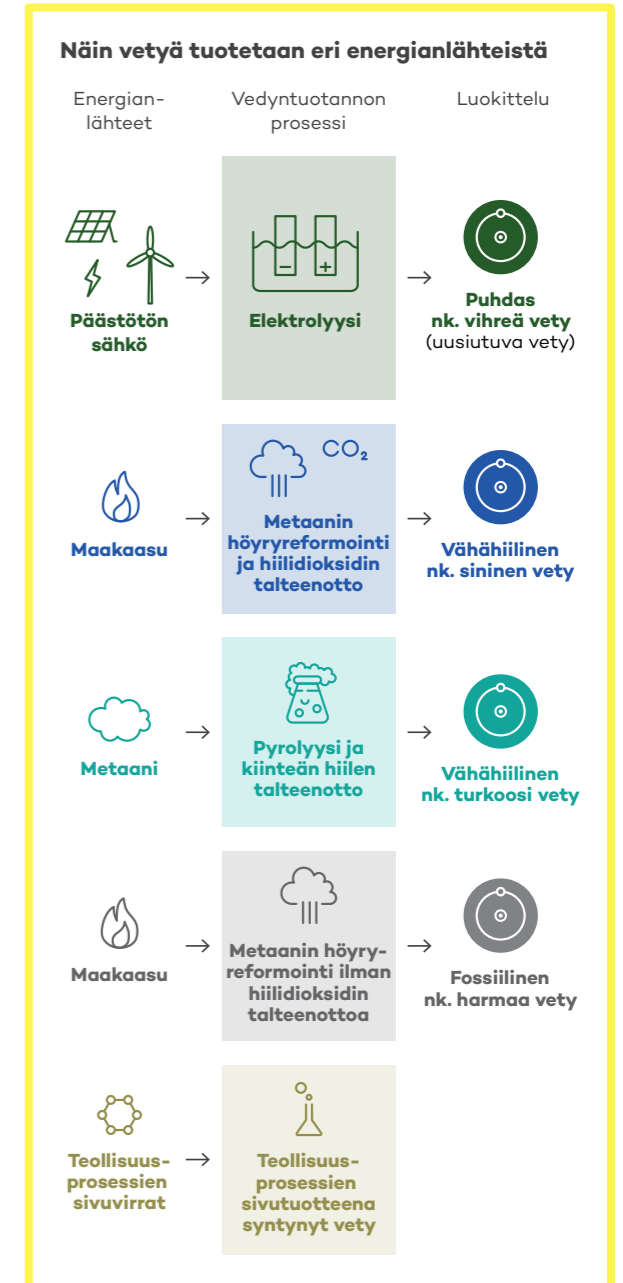 Näin vetyä tuotetaan eri energianlähteistä
Energian-
lähteet
Vedyntuotannon
prosessi
Luokittelu
Päästötön
sähkö
− +
Elektrolyysi
Puhdas
nk. vihreä vety
(uusiutuva vety)
Maakaasu
CO₂
Metaanin
höyryreformointi
ja hiilidioksidin
talteenotto
Vähähiilinen
nk. sininen vety
Metaani
Pyrolyysi ja
kiinteän hiilen
talteenotto
Vähähiilinen
nk. turkoosi vety
Maakaasu
Metaanin höyry-
reformointi ilman
hiilidioksidin
talteenottoa
Fossiilinen
nk. harmaa vety
Teollisuus-
prosessien
sivuvirrat
Teollisuus-
prosessien
sivutuotteena
syntynyt vety